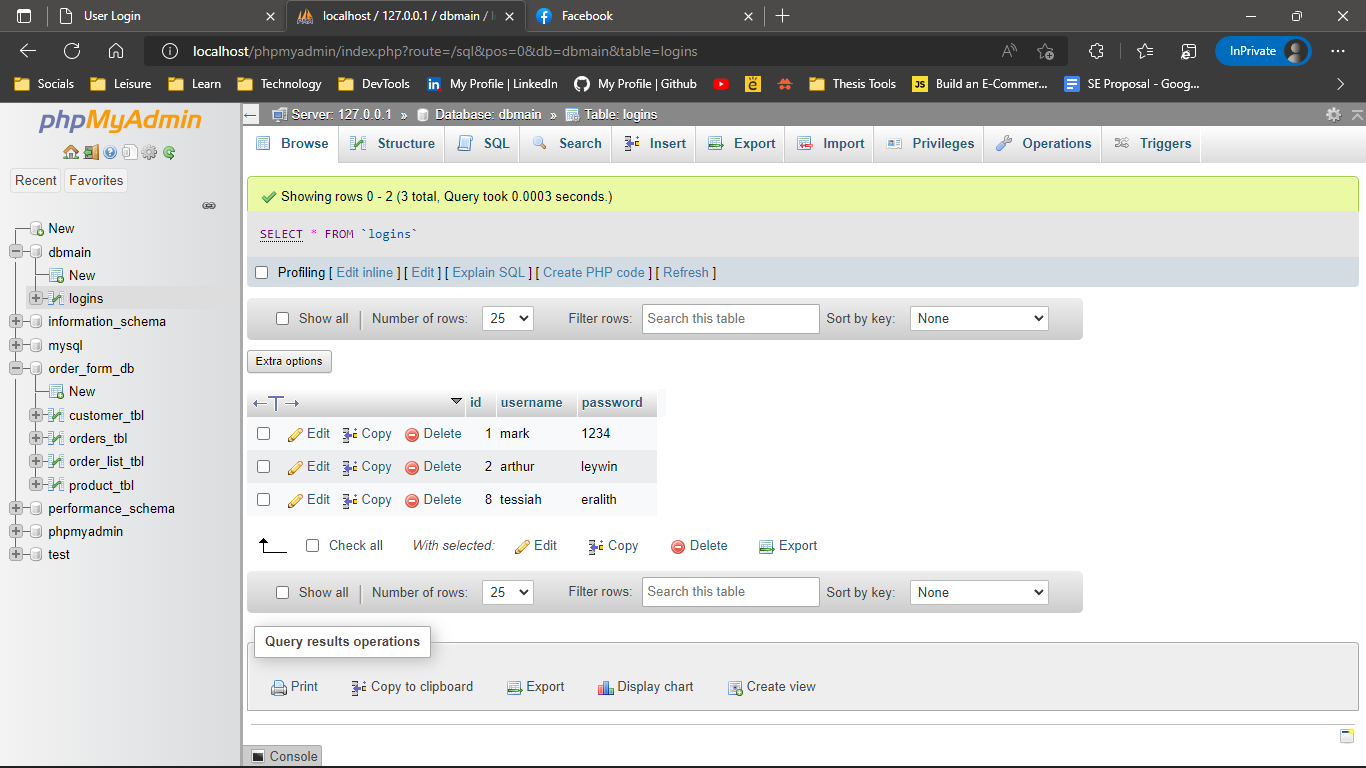 User Login
localhost / 127.0.0.1 / dbmain / l
Facebook
localhost/phpmyadmin/index.php?route=/sql&pos=0&db=dbmain&table=logins
InPrivate
Socials Leisure Learn Technology DevTools My Profile | LinkedIn My Profile | Github Thesis Tools JS Build an E-Commer... SE Proposal - Goog...
phpMyAdmin
Recent Favorites
New
dbmain
New
logins
information_schema
mysql
order_form_db
New
customer_tbl
orders_tbl
order_list_tbl
product_tbl
performance_schema
phpmyadmin
test
Server: 127.0.0.1 » Database: dbmain » Table: logins
Browse Structure SQL Search Insert Export Import Privileges Operations Triggers
Showing rows 0 - 2 (3 total, Query took 0.0003 seconds.)
SELECT * FROM `logins`
Profiling [ Edit inline ] [ Edit ] [ Explain SQL ] [ Create PHP code ] [ Refresh ]
Show all | Number of rows: 25 Filter rows: Search this table Sort by key: None
Extra options
←T→ id username password
Edit Copy Delete 1 mark 1234
Edit Copy Delete 2 arthur leywin
Edit Copy Delete 8 tessiah eralith
Check all With selected: Edit Copy Delete Export
Show all | Number of rows: 25 Filter rows: Search this table Sort by key: None
Query results operations
Print Copy to clipboard Export Display chart Create view
Console